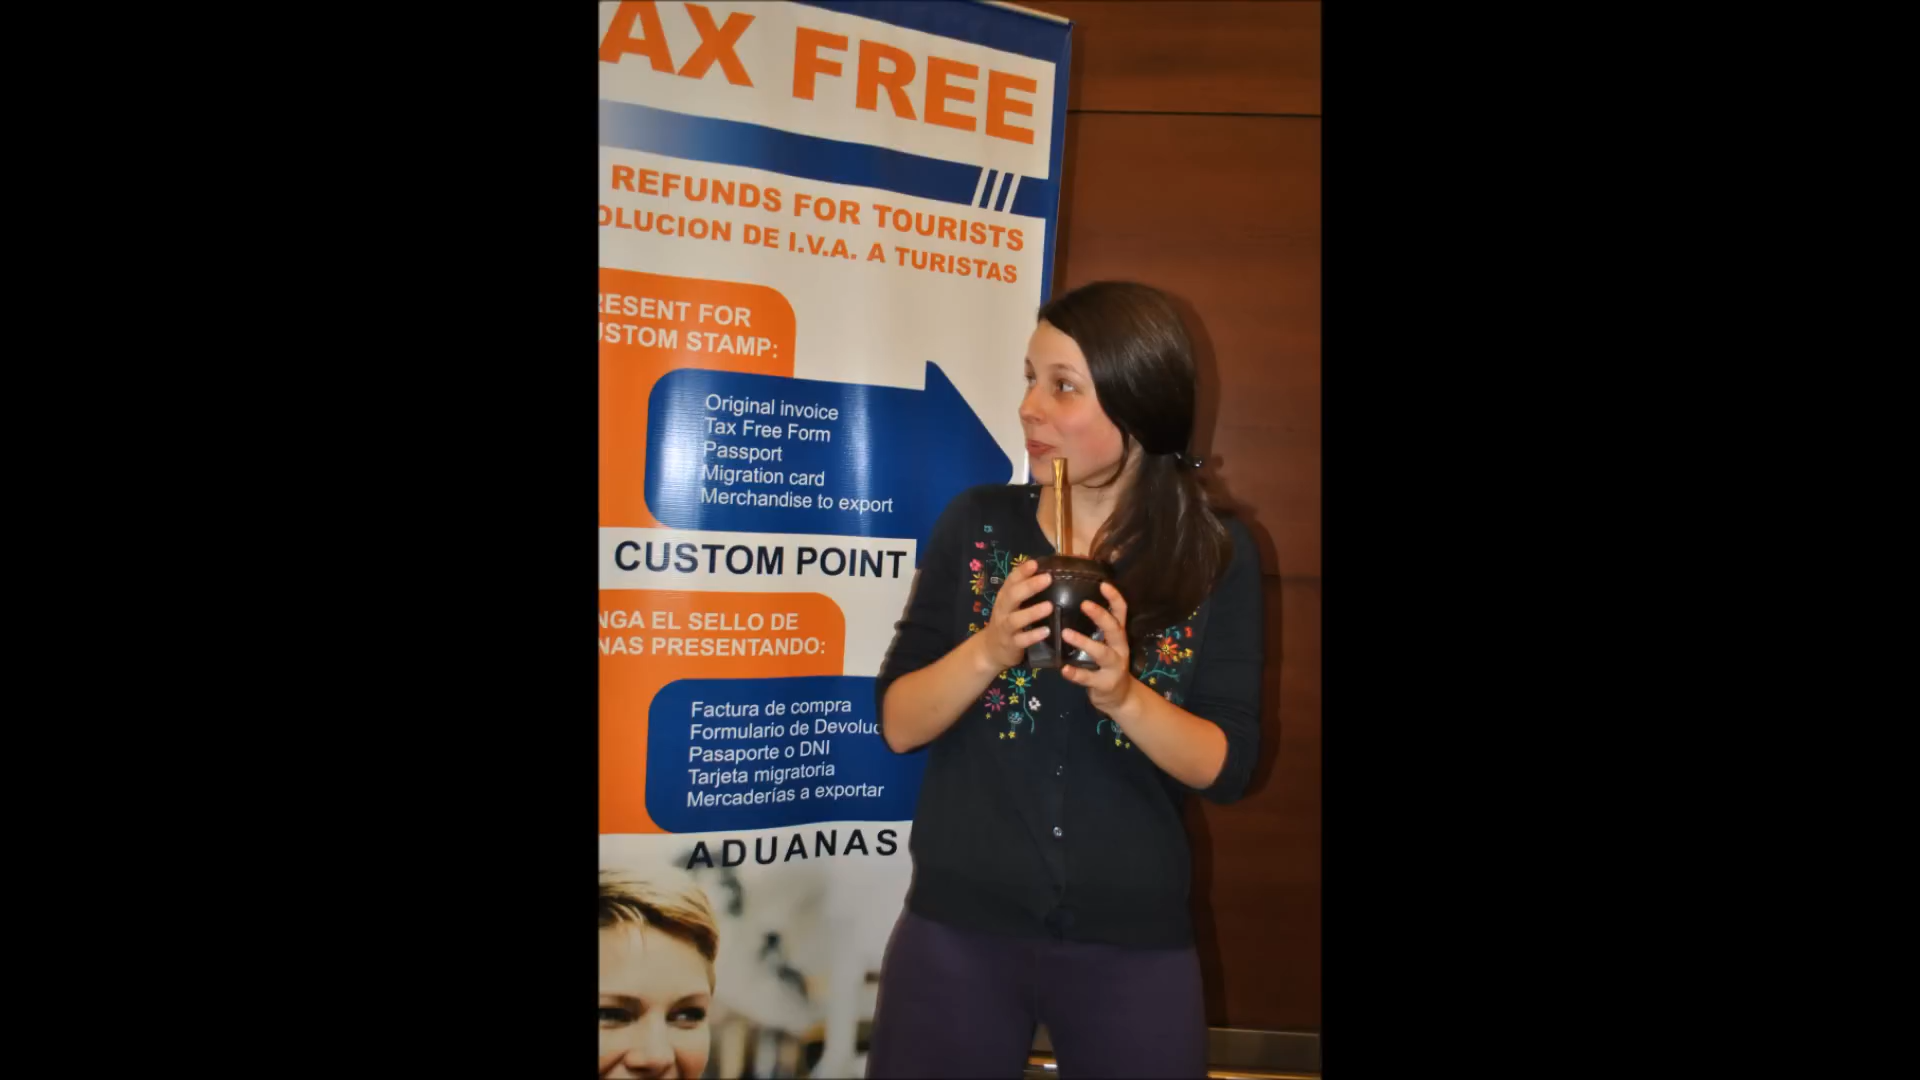 AX FREE
REFUNDS FOR TOURISTS
OLUCION DE I.V.A. A TURISTAS
RESENT FOR
USTOM STAMP:
Original invoice
Tax Free Form
Passport
Migration card
Merchandise to export
CUSTOM POINT
NGA EL SELLO DE
NAS PRESENTANDO:
Factura de compra
Formulario de Devoluc
Pasaporte o DNI
Tarjeta migratoria
Mercaderías a exportar
ADUANAS